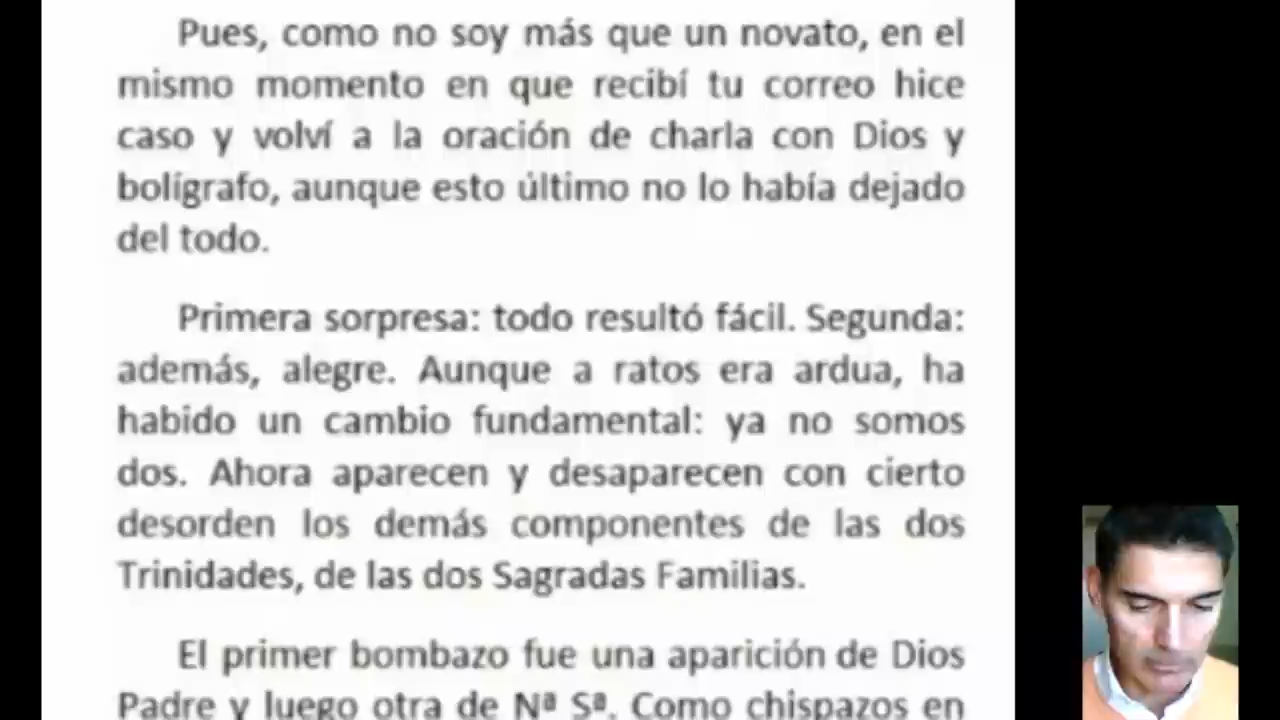 Pues, como no soy más que un novato, en el
mismo momento en que recibí tu correo hice
caso y volví a la oración de charla con Dios y
bolígrafo, aunque esto último no lo había dejado
del todo.
Primera sorpresa: todo resultó fácil. Segunda:
además, alegre. Aunque a ratos era ardua, ha
habido un cambio fundamental: ya no somos
dos. Ahora aparecen y desaparecen con cierto
desorden los demás componentes de las dos
Trinidades, de las dos Sagradas Familias.
El primer bombazo fue una aparición de Dios
Padre y luego otra de Nª Sª. Como chispazos en